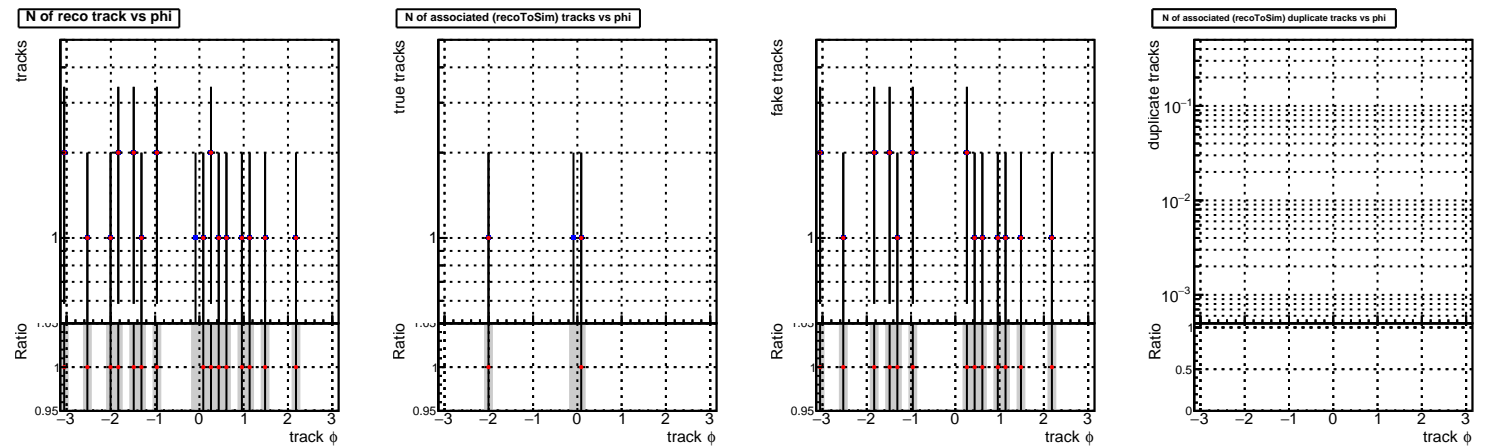 N of reco track vs phi
tracks
1
Ratio
1.05
1
0.95
−3 −2 −1 0 1 2 3
track ϕ
N of associated (recoToSim) tracks vs phi
true tracks
1
Ratio
1.05
1
0.95
−3 −2 −1 0 1 2 3
track ϕ
fake tracks
1
Ratio
1.05
1
0.95
−3 −2 −1 0 1 2 3
track ϕ
N of associated (recoToSim) duplicate tracks vs phi
duplicate tracks
10−1
10−2
10−3
Ratio
1
0.5
0
−3 −2 −1 0 1 2 3
track ϕ